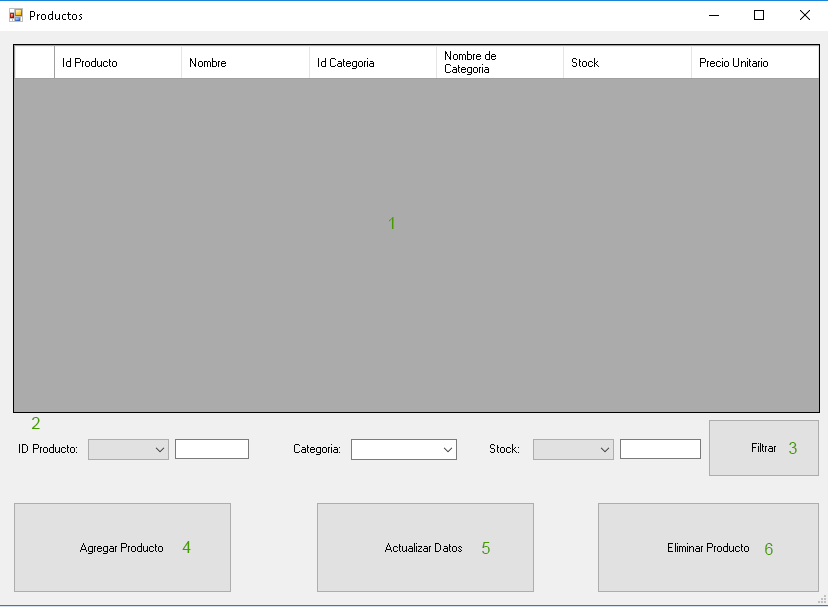 Productos
Id Producto
Nombre
Id Categoria
Nombre de
Categoria
Stock
Precio Unitario
1
2
ID Producto:
Categoria:
Stock:
Filtrar 3
Agregar Producto 4
Actualizar Datos 5
Eliminar Producto 6